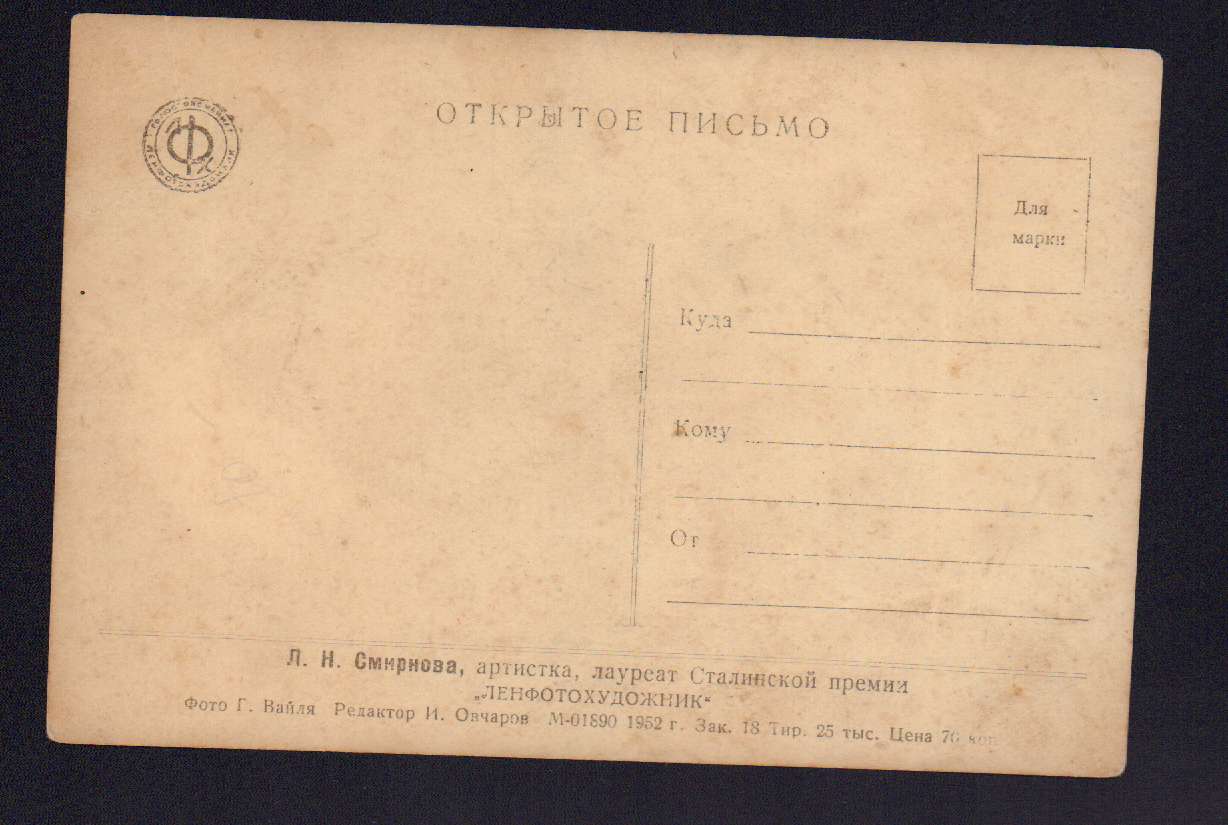 ОТКРЫТОЕ ПИСЬМО
Для
марки
Куда
Кому
От
Л. Н. Смирнова, артистка, лауреат Сталинской премии
„ЛЕНФОТОХУДОЖНИК“
Фото Г. Вайля Редактор И. Овчаров М-01890 1952 г. Зак. 18 Тир. 25 тыс. Цена 70 коп